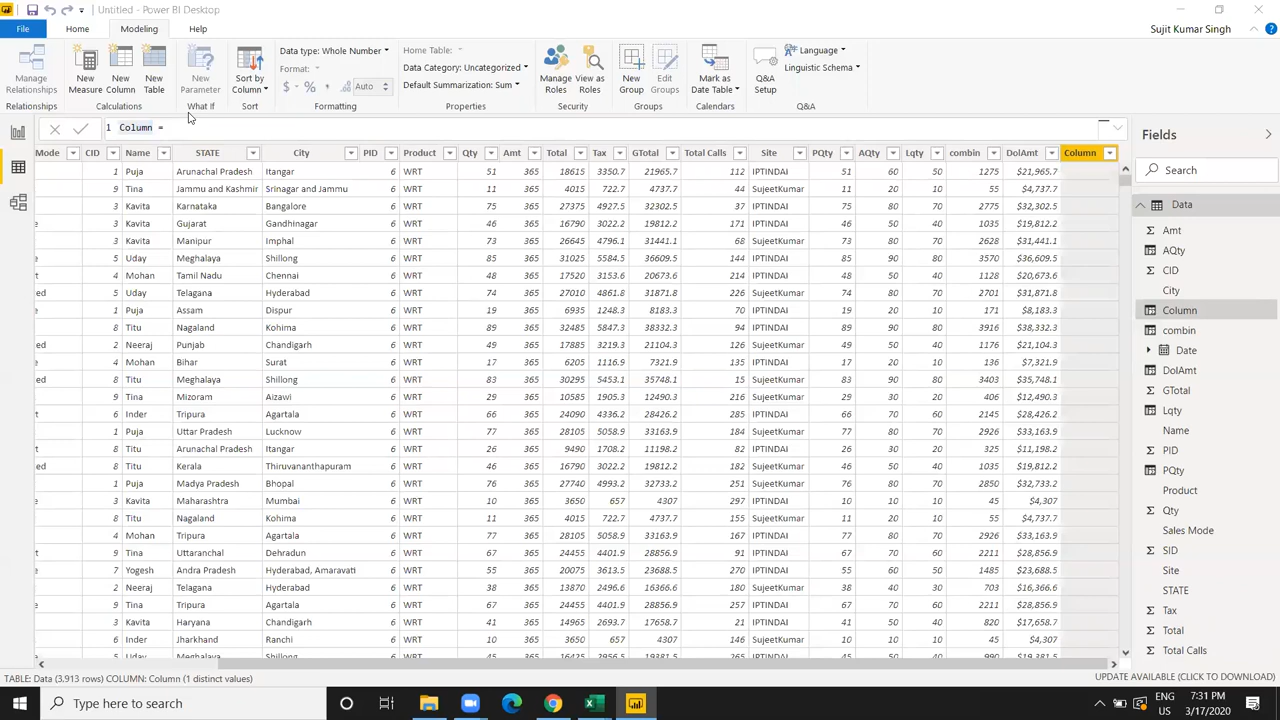 Untitled - Power BI Desktop
File Home Modeling Help Sujit Kumar Singh
Manage Relationships
New Measure
New Column
New Table
New Parameter
Sort by Column
Data type: Whole Number
Format:
$ % , Auto
Home Table:
Data Category: Uncategorized
Default Summarization: Sum
Manage Roles
View as Roles
New Group
Edit Groups
Mark as Date Table
Q&A Setup
Language
Linguistic Schema
Relationships Calculations What If Sort Formatting Properties Security Groups Calendars Q&A
1 Column =
Mode CID Name STATE City PID Product Qty Amt Total Tax GTotal Total Calls Site PQty AQty Lqty combin DolAmt Column
1 Puja Arunachal Pradesh Itangar 6 WRT 51 365 18615 3350.7 21965.7 112 IPTINDAI 51 60 50 1275 $21,965.7
9 Tina Jammu and Kashmir Srinagar and Jammu 6 WRT 11 365 4015 722.7 4737.7 44 SujeetKumar 11 20 10 55 $4,737.7
3 Kavita Karnataka Bangalore 6 WRT 75 365 27375 4927.5 32302.5 37 IPTINDAI 75 80 70 2775 $32,302.5
e 3 Kavita Gujarat Gandhinagar 6 WRT 46 365 16790 3022.2 19812.2 171 IPTINDAI 46 50 40 1035 $19,812.2
3 Kavita Manipur Imphal 6 WRT 73 365 26645 4796.1 31441.1 68 SujeetKumar 73 80 70 2628 $31,441.1
e 5 Uday Meghalaya Shillong 6 WRT 85 365 31025 5584.5 36609.5 144 IPTINDAI 85 90 80 3570 $36,609.5
t 4 Mohan Tamil Nadu Chennai 6 WRT 48 365 17520 3153.6 20673.6 214 IPTINDAI 48 50 40 1128 $20,673.6
ed 5 Uday Telagana Hyderabad 6 WRT 74 365 27010 4861.8 31871.8 226 IPTINDAI 74 80 70 2701 $31,871.8
e 1 Puja Assam Dispur 6 WRT 19 365 6935 1248.3 8183.3 70 IPTINDAI 19 20 10 171 $8,183.3
t 8 Titu Nagaland Kohima 6 WRT 89 365 32485 5847.3 38332.3 94 IPTINDAI 89 90 80 3916 $38,332.3
ed 2 Neeraj Punjab Chandigarh 6 WRT 49 365 17885 3219.3 21104.3 126 SujeetKumar 49 50 40 1176 $21,104.3
e 4 Mohan Bihar Surat 6 WRT 17 365 6205 1116.9 7321.9 135 IPTINDAI 17 20 10 136 $7,321.9
ed 8 Titu Meghalaya Shillong 6 WRT 83 365 30295 5453.1 35748.1 15 SujeetKumar 83 90 80 3403 $35,748.1
e 9 Tina Mizoram Aizawi 6 WRT 29 365 10585 1905.3 12490.3 216 SujeetKumar 29 30 20 406 $12,490.3
t 6 Inder Tripura Agartala 6 WRT 66 365 24090 4336.2 28426.2 285 IPTINDAI 66 70 60 2145 $28,426.2
1 Puja Uttar Pradesh Lucknow 6 WRT 77 365 28105 5058.9 33163.9 184 SujeetKumar 77 80 70 2926 $33,163.9
t 8 Titu Arunachal Pradesh Itangar 6 WRT 26 365 9490 1708.2 11198.2 82 IPTINDAI 26 30 20 325 $11,198.2
ed 8 Titu Kerala Thiruvananthapuram 6 WRT 46 365 16790 3022.2 19812.2 182 SujeetKumar 46 50 40 1035 $19,812.2
1 Puja Madya Pradesh Bhopal 6 WRT 76 365 27740 4993.2 32733.2 251 IPTINDAI 76 80 70 2850 $32,733.2
e 3 Kavita Maharashtra Mumbai 6 WRT 10 365 3650 657 4307 297 IPTINDAI 10 10 10 45 $4,307
8 Titu Nagaland Kohima 6 WRT 11 365 4015 722.7 4737.7 155 SujeetKumar 11 20 10 55 $4,737.7
4 Mohan Tripura Agartala 6 WRT 77 365 28105 5058.9 33163.9 167 SujeetKumar 77 80 70 2926 $33,163.9
t 9 Tina Uttaranchal Dehradun 6 WRT 67 365 24455 4401.9 28856.9 91 IPTINDAI 67 70 60 2211 $28,856.9
e 7 Yogesh Andra Pradesh Hyderabad, Amaravati 6 WRT 55 365 20075 3613.5 23688.5 270 IPTINDAI 55 60 50 1485 $23,688.5
t 2 Neeraj Telagana Hyderabad 6 WRT 38 365 13870 2496.6 16366.6 180 SujeetKumar 38 40 30 703 $16,366.6
e 9 Tina Tripura Agartala 6 WRT 67 365 24455 4401.9 28856.9 257 SujeetKumar 67 70 60 2211 $28,856.9
3 Kavita Haryana Chandigarh 6 WRT 41 365 14965 2693.7 17658.7 21 IPTINDAI 41 50 40 820 $17,658.7
6 Inder Jharkhand Ranchi 6 WRT 10 365 3650 657 4307 146 SujeetKumar 10 10 10 45 $4,307
5 Uday Meghalaya Shillong 6 WRT 45 365 16425 2956.5 19381.5 265 SujeetKumar 45 50 40 990 $19,381.5
TABLE: Data (3,913 rows) COLUMN: Column (1 distinct values)
UPDATE AVAILABLE (CLICK TO DOWNLOAD)
Fields
Search
Data
Amt
AQty
CID
City
Column
combin
Date
DolAmt
GTotal
Lqty
Name
PID
PQty
Product
Qty
Sales Mode
SID
Site
STATE
Tax
Total
Total Calls
Type here to search
ENG
US
7:31 PM
3/17/2020